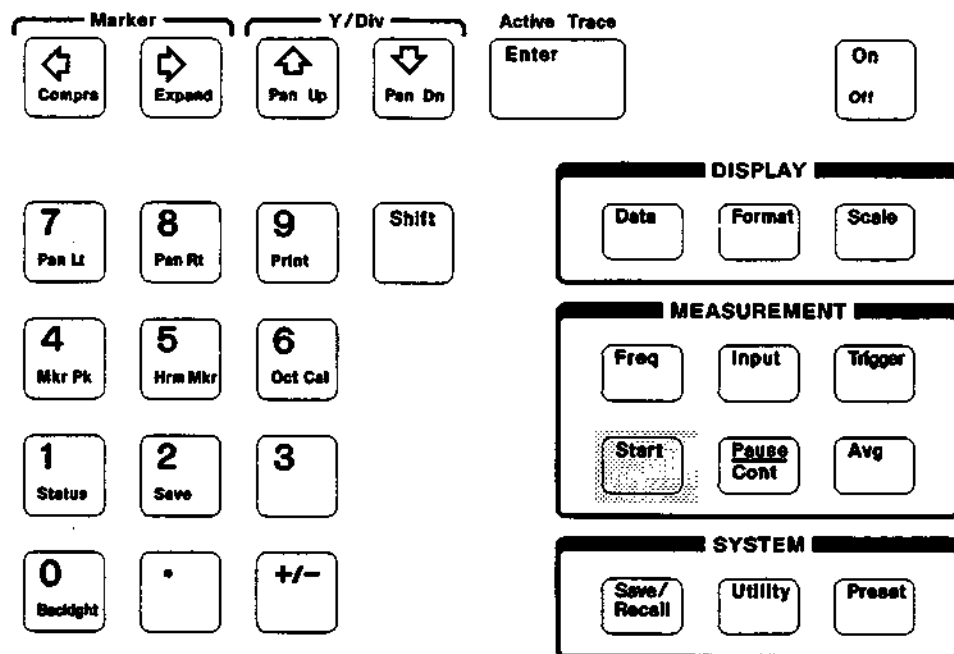 Marker
Y/Div
Active Trace
Comprs
Expand
Pan Up
Pan Dn
Enter
On
Off
DISPLAY
7
Pan Lt
8
Pan Rt
9
Print
Shift
Data
Format
Scale
MEASUREMENT
4
Mkr Pk
5
Hrm Mkr
6
Oct Cal
Freq
Input
Trigger
1
Status
2
Save
3
Start
Pause
Cont
Avg
SYSTEM
0
Backlght
.
+/−
Save/
Recall
Utility
Preset